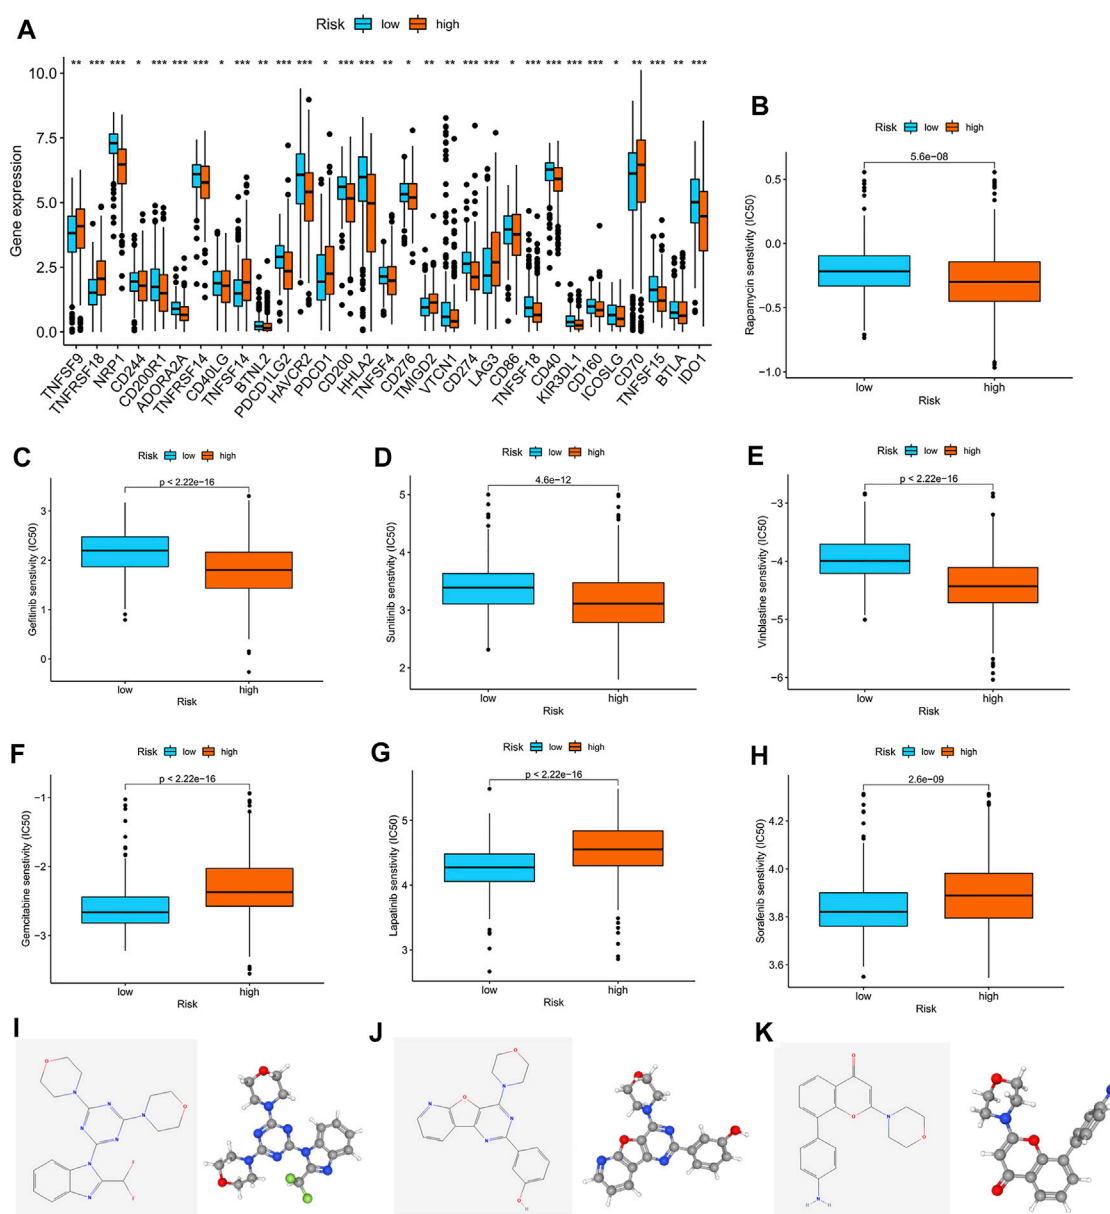 A
Risk low high
** *** *** * *** *** *** * *** ** *** *** * *** *** ** * ** ** *** *** * *** *** *** *** * ** *** ** ***
Gene expression
10.0
7.5
5.0
2.5
0.0
TNFSF9
TNFRSF18
NRP1
CD244
CD200R1
ADORA2A
TNFRSF14
CD40LG
TNFSF14
BTNL2
PDCD1LG2
HAVCR2
PDCD1
CD200
HHLA2
TNFSF4
CD276
TMIGD2
VTCN1
CD274
LAG3
CD86
TNFSF18
CD40
KIR3DL1
CD160
ICOSLG
CD70
TNFSF15
BTLA
IDO1
B
Risk low high
5.6e-08
Rapamycin senstivity (IC50)
0.5
0.0
−0.5
−1.0
low high
Risk
C
Risk low high
p < 2.22e-16
Gefitinib senstivity (IC50)
3
2
1
0
low high
Risk
D
Risk low high
4.6e-12
Sunitinib senstivity (IC50)
5
4
3
2
low high
Risk
E
Risk low high
p < 2.22e-16
Vinblastine senstivity (IC50)
−3
−4
−5
−6
low high
Risk
F
Risk low high
p < 2.22e-16
Gemcitabine senstivity (IC50)
−1
−2
−3
low high
Risk
G
Risk low high
p < 2.22e-16
Lapatinib senstivity (IC50)
5
4
3
low high
Risk
H
Risk low high
2.6e-09
Sorafenib senstivity (IC50)
4.2
4.0
3.8
3.6
low high
Risk
I
O
N
O
N
N
N
N
N
F
N
F
J
O
N
N
O
N
N
O
H
K
O
O
N
O
N
H H